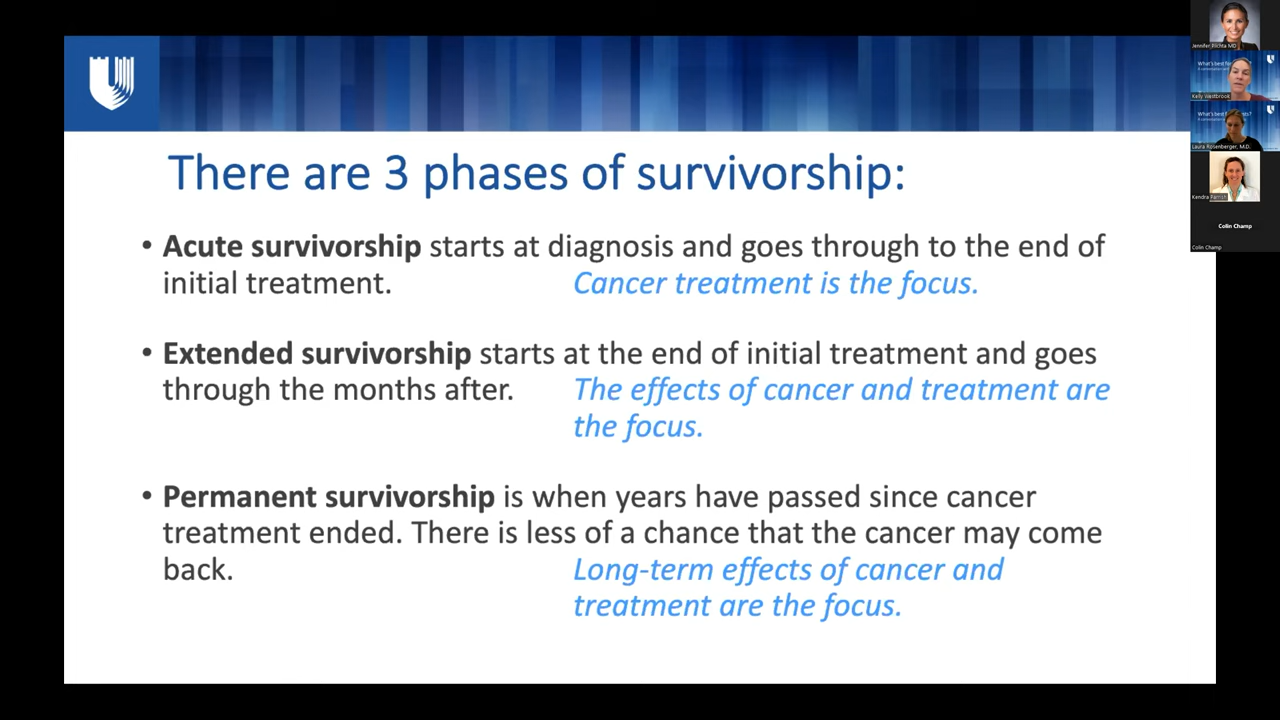 There are 3 phases of survivorship:
• Acute survivorship starts at diagnosis and goes through to the end of
initial treatment. Cancer treatment is the focus.
• Extended survivorship starts at the end of initial treatment and goes
through the months after. The effects of cancer and treatment are
the focus.
• Permanent survivorship is when years have passed since cancer
treatment ended. There is less of a chance that the cancer may come
back. Long-term effects of cancer and
treatment are the focus.
Jennifer Plichta MD
What's best for
Kelly Westbrook
What's best
Laura Rosenberger, M.D.
Kendra Parrish
Colin Champ
Colin Champ